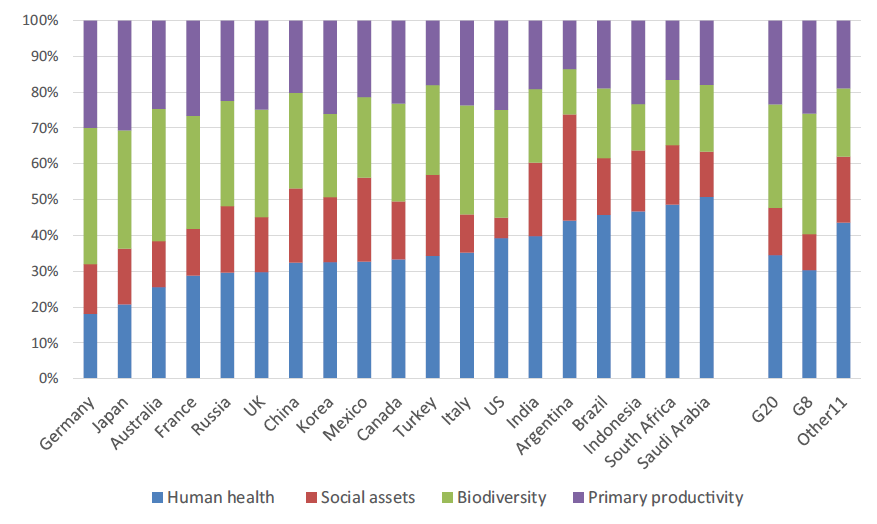 100%
90%
80%
70%
60%
50%
40%
30%
20%
10%
0%
Germany
Japan
Australia
France
Russia
UK
China
Korea
Mexico
Canada
Turkey
Italy
US
India
Argentina
Brazil
Indonesia
South Africa
Saudi Arabia
G20
G8
Other11
Human health
Social assets
Biodiversity
Primary productivity